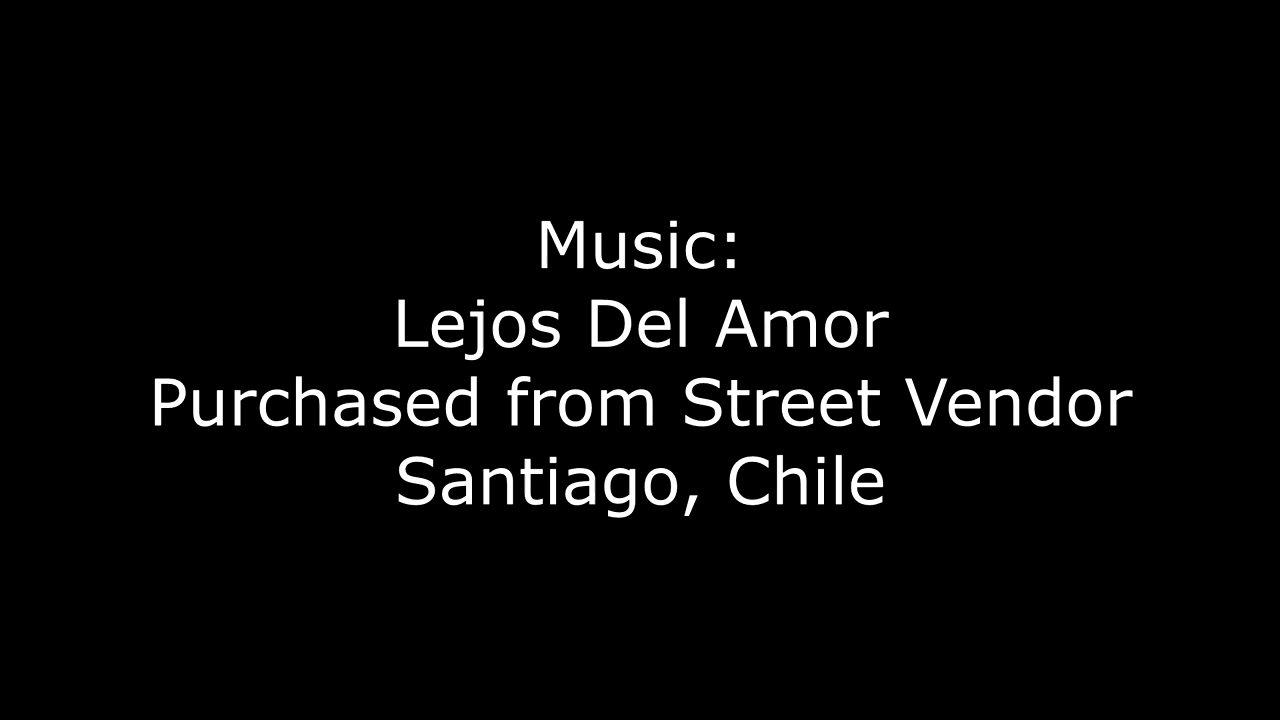 Music:
Lejos Del Amor
Purchased from Street Vendor
Santiago, Chile